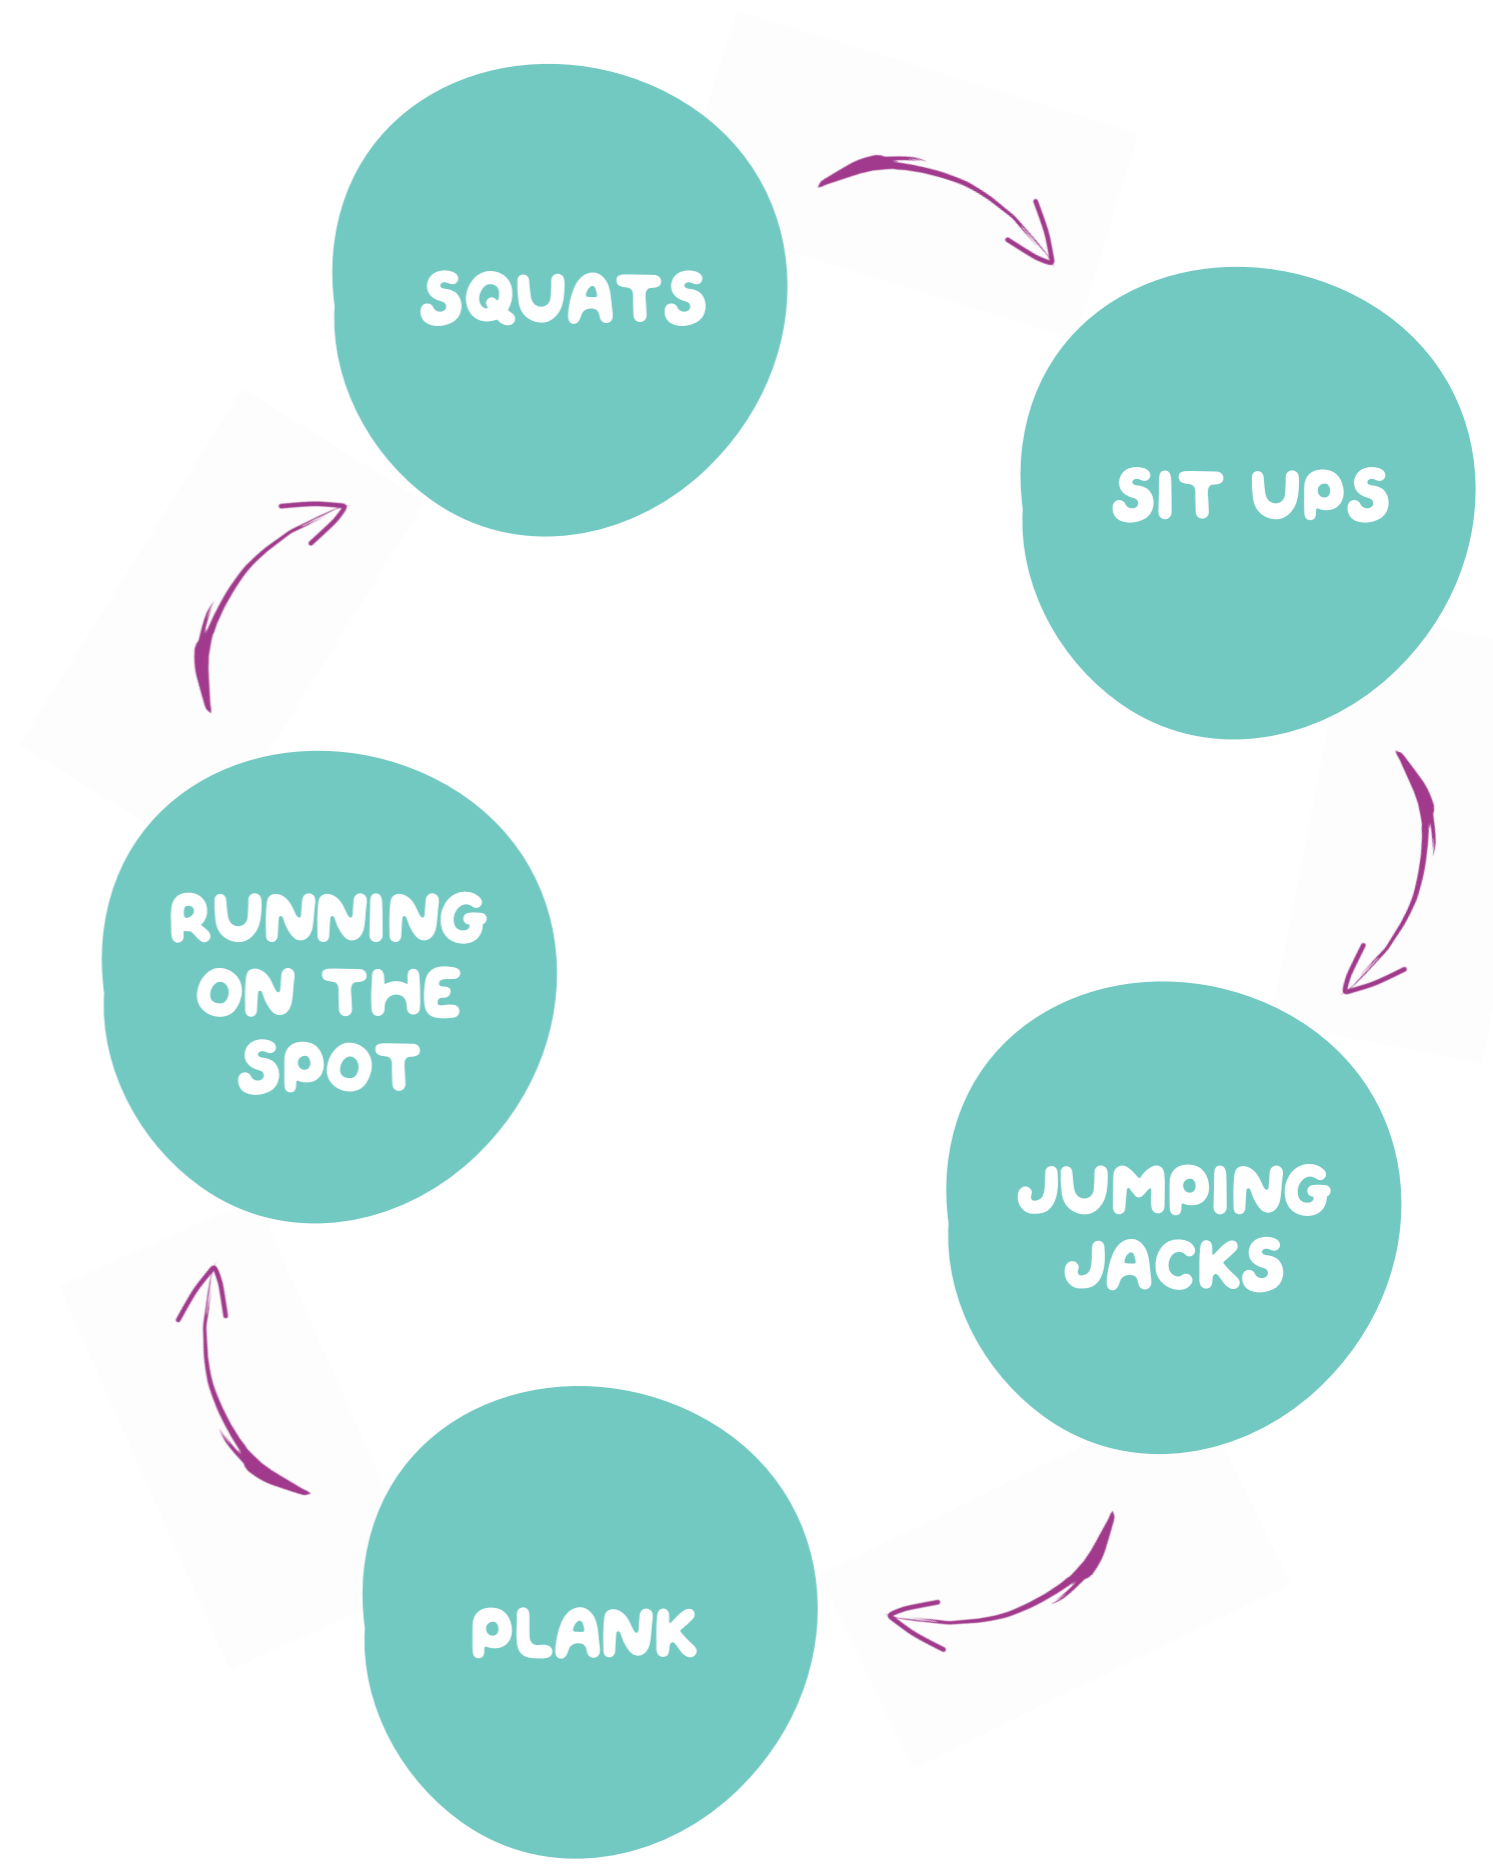 SQUATS
SIT UPS
JUMPING
JACKS
PLANK
RUNNING
ON THE
SPOT